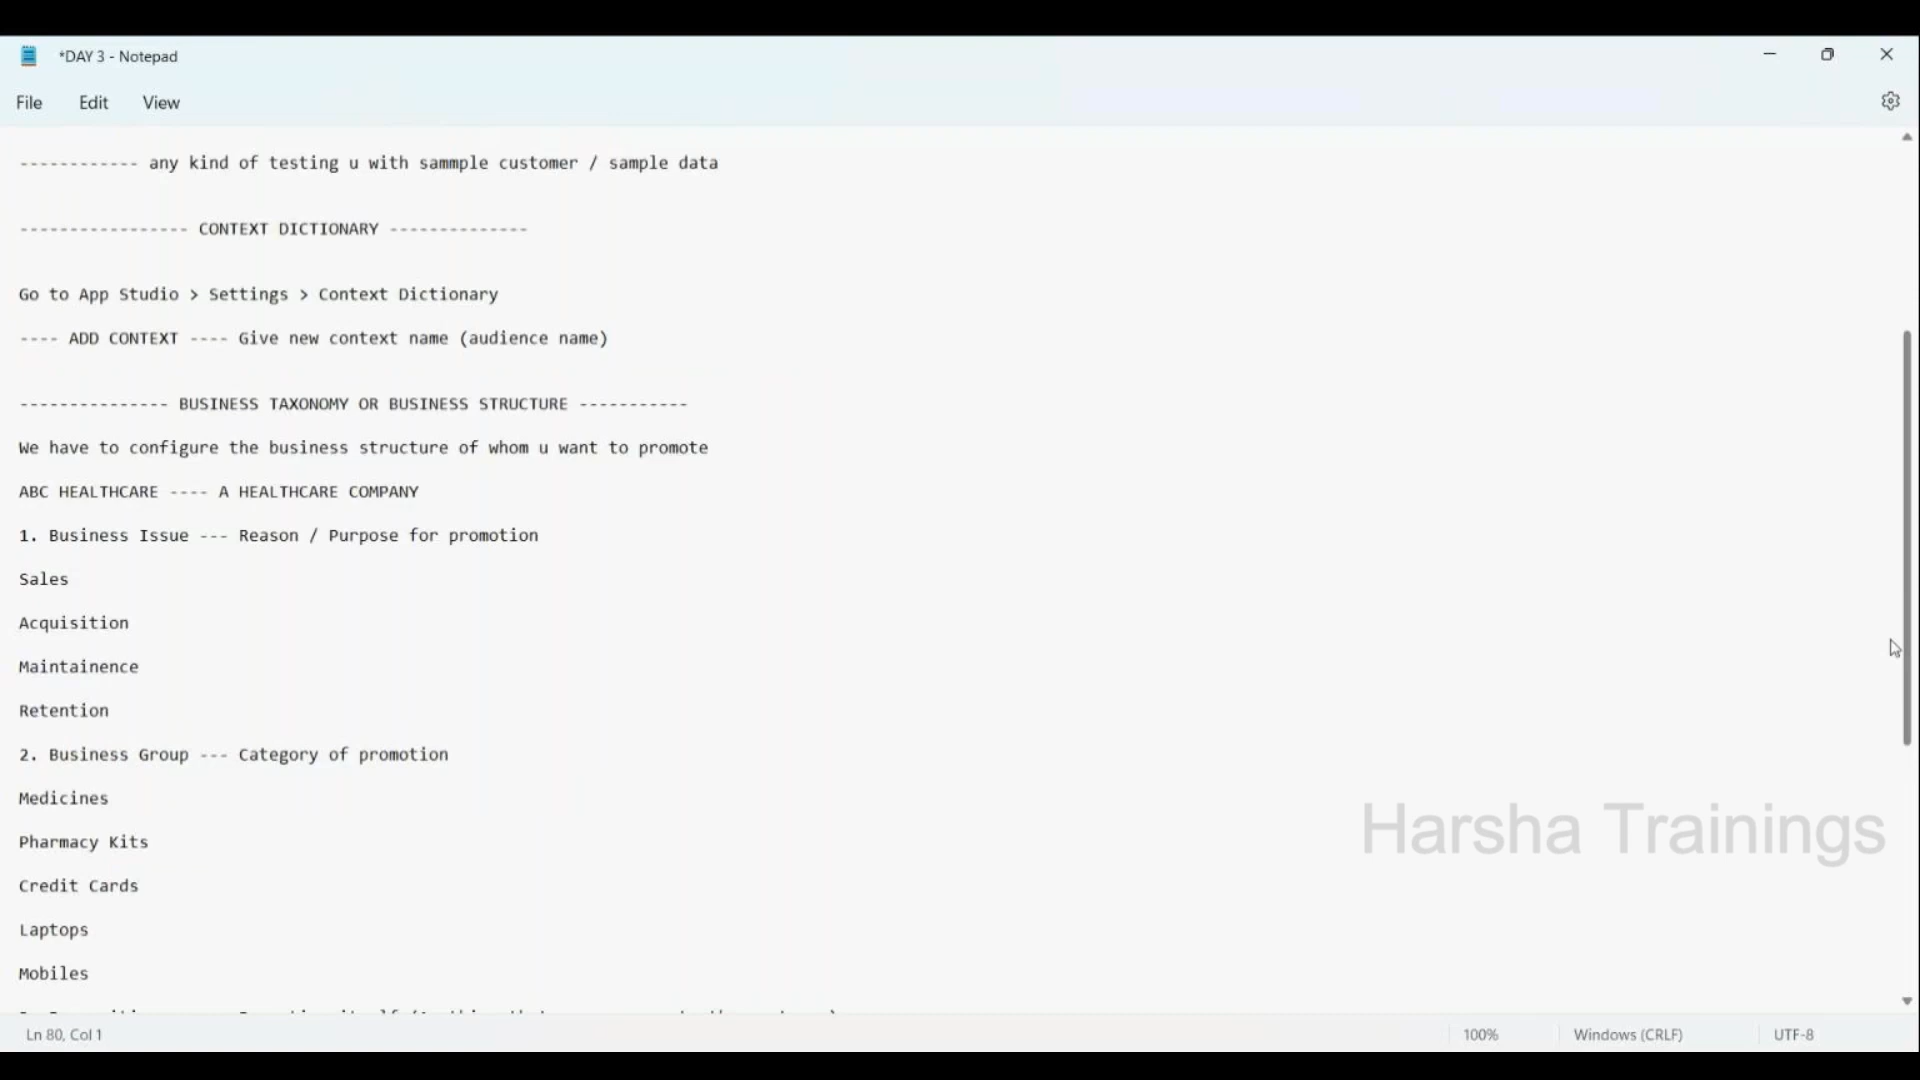 *DAY 3 - Notepad
File Edit View
------------ any kind of testing u with sammple customer / sample data
----------------- CONTEXT DICTIONARY --------------
Go to App Studio > Settings > Context Dictionary
---- ADD CONTEXT ---- Give new context name (audience name)
--------------- BUSINESS TAXONOMY OR BUSINESS STRUCTURE -----------
We have to configure the business structure of whom u want to promote
ABC HEALTHCARE ---- A HEALTHCARE COMPANY
1. Business Issue --- Reason / Purpose for promotion
Sales
Acquisition
Maintainence
Retention
2. Business Group --- Category of promotion
Medicines
Pharmacy Kits
Credit Cards
Laptops
Mobiles
Harsha Trainings
Ln 80, Col 1 100% Windows (CRLF) UTF-8